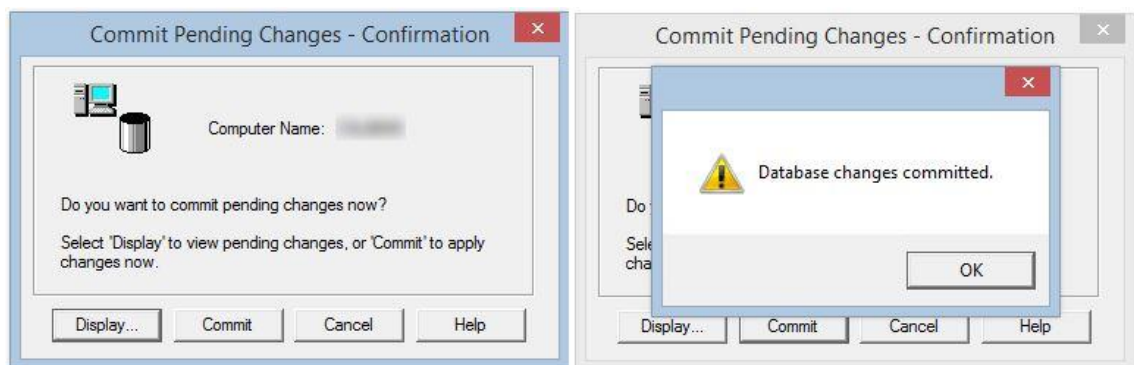 Commit Pending Changes - Confirmation
Computer Name:
Do you want to commit pending changes now?
Select 'Display' to view pending changes, or 'Commit' to apply
changes now.
Display... Commit Cancel Help
Commit Pending Changes - Confirmation
Database changes committed.
Do
Sele
cha
OK
Display... Commit Cancel Help